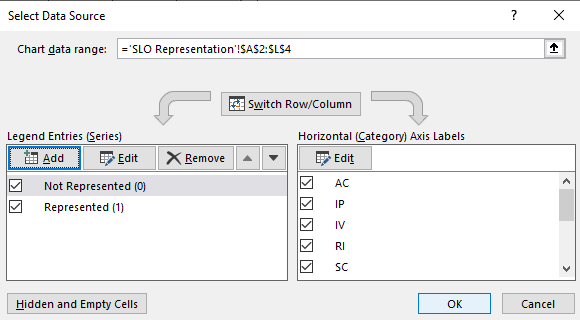 Select Data Source
Chart data range: ='SLO Representation'!$A$2:$L$4
Switch Row/Column
Legend Entries (Series)
Add Edit Remove
Not Represented (0)
Represented (1)
Horizontal (Category) Axis Labels
Edit
AC
IP
IV
RI
SC
Hidden and Empty Cells
OK
Cancel